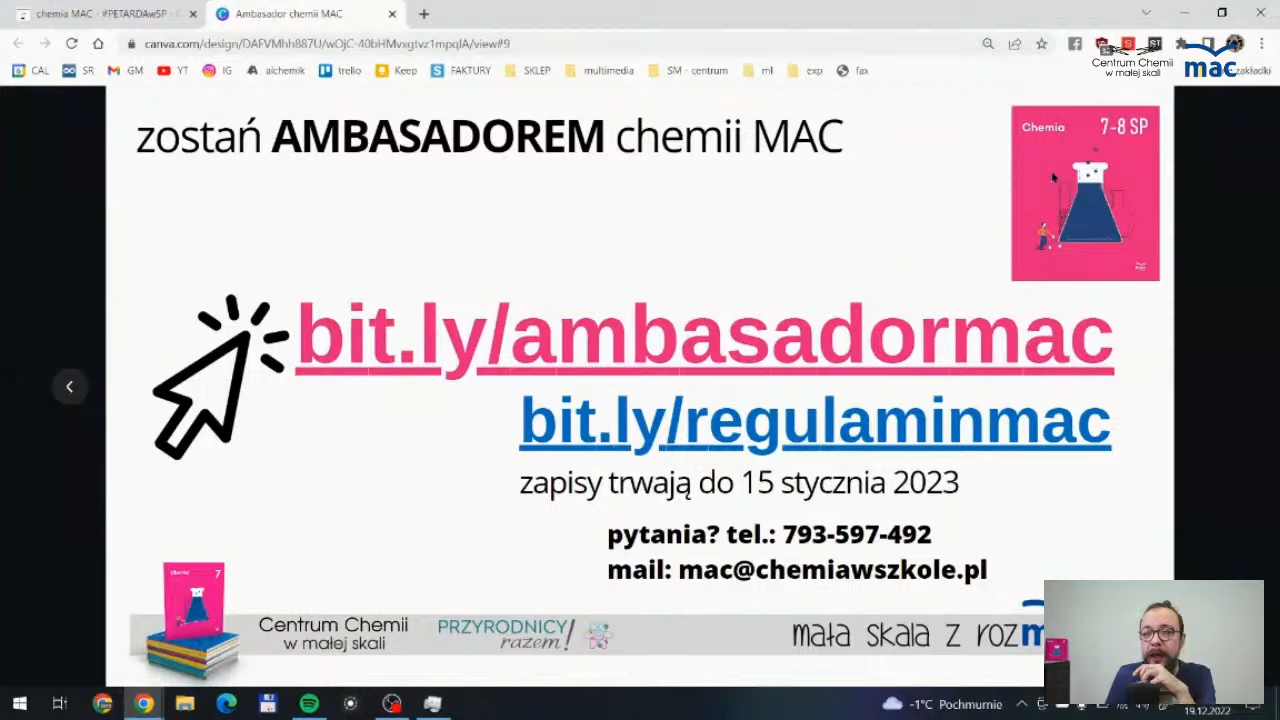 chemia MAC - #PETARDAwSP -
Ambasador chemii MAC
canva.com/design/DAFVMhh887U/wOjC-40bHMvxgtvz1mpqIA/view#9
CAL SR GM YT IG alchemik trello Keep FAKTURY SKLEP multimedia SM - centrum ml exp fax zakładki
Centrum Chemii
w małej skali
mac
zostań AMBASADOREM chemii MAC
Chemia 7-8 SP
bit.ly/ambasadormac
bit.ly/regulaminmac
zapisy trwają do 15 stycznia 2023
pytania? tel.: 793-597-492
mail: mac@chemiawszkole.pl
Chemia 7
Centrum Chemii
w małej skali
PRZYRODNICY
razem!
mała skala z roz
-1°C Pochmurnie
19.12.2022